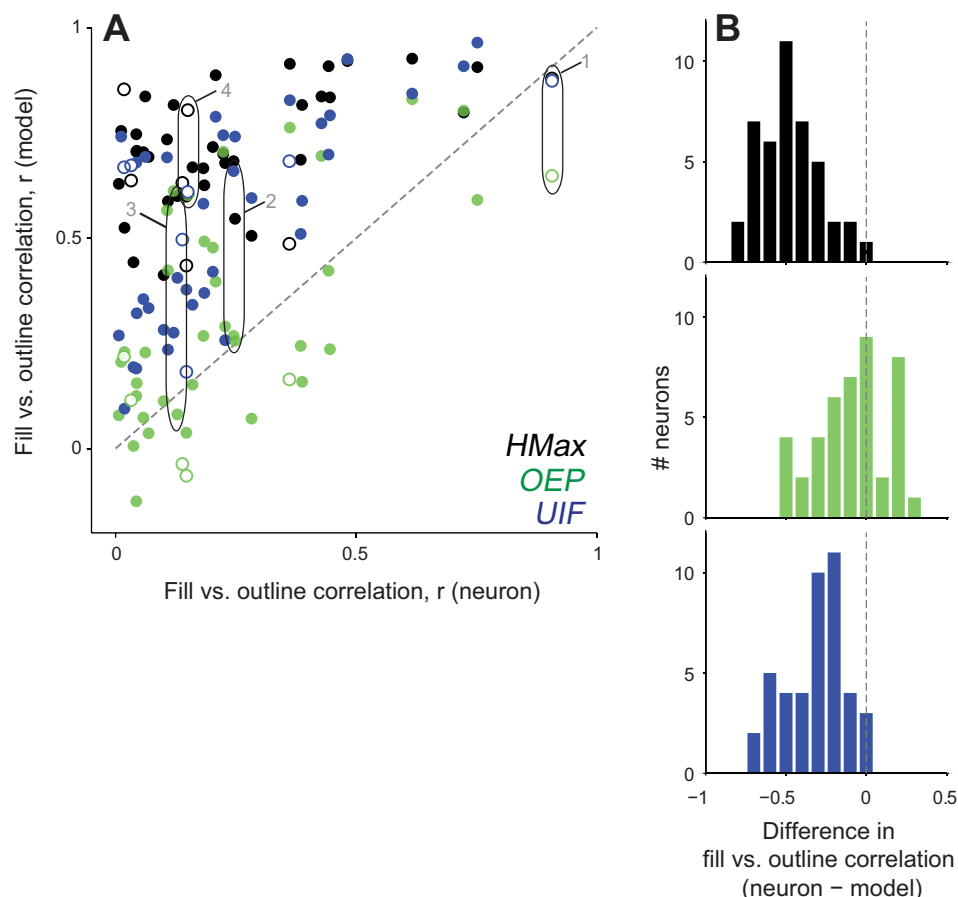 A
B
1
0.5
0
Fill vs. outline correlation, r (model)
1
2
3
4
HMax
OEP
UIF
0
0.5
1
Fill vs. outline correlation, r (neuron)
10
5
0
10
5
0
10
5
0
# neurons
−1
−0.5
0
0.5
Difference in
fill vs. outline correlation
(neuron − model)